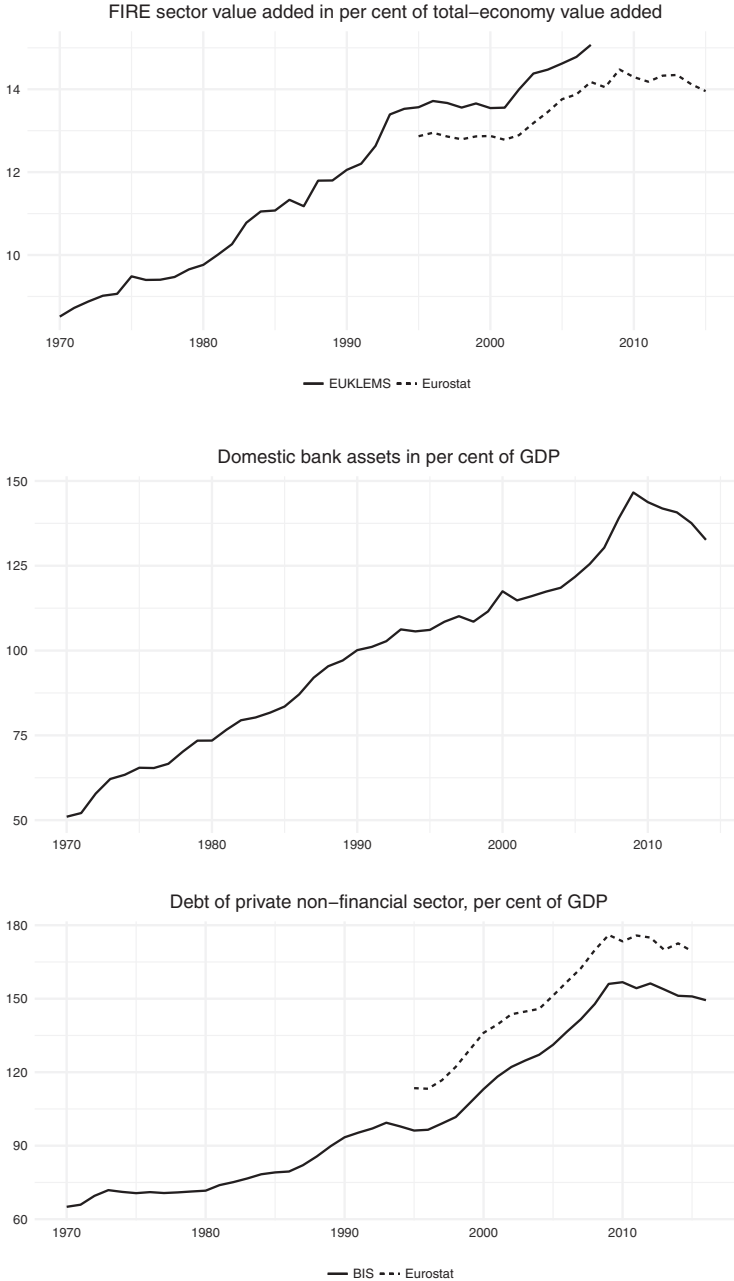 FIRE sector value added in per cent of total−economy value added
14
12
10
1970 1980 1990 2000 2010
EUKLEMS Eurostat
Domestic bank assets in per cent of GDP
150
125
100
75
50
1970 1980 1990 2000 2010
Debt of private non−financial sector, per cent of GDP
180
150
120
90
60
1970 1980 1990 2000 2010
BIS Eurostat